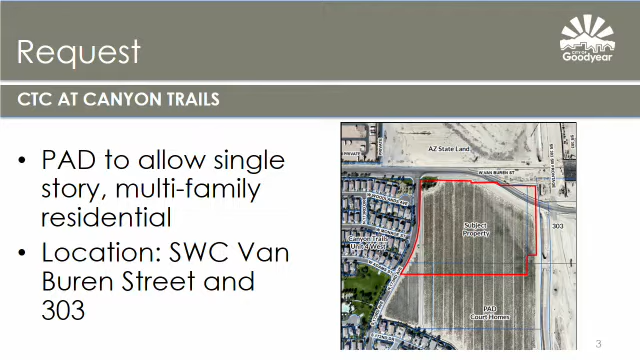 Request
CITY OF
Goodyear
CTC AT CANYON TRAILS
• PAD to allow single
story, multi-family
residential
• Location: SWC Van
Buren Street and
303
AZ State Land
W VAN BUREN ST
Subject
Property
303
Canyon Trails
Unit 4 West
PAD
Court Homes
3